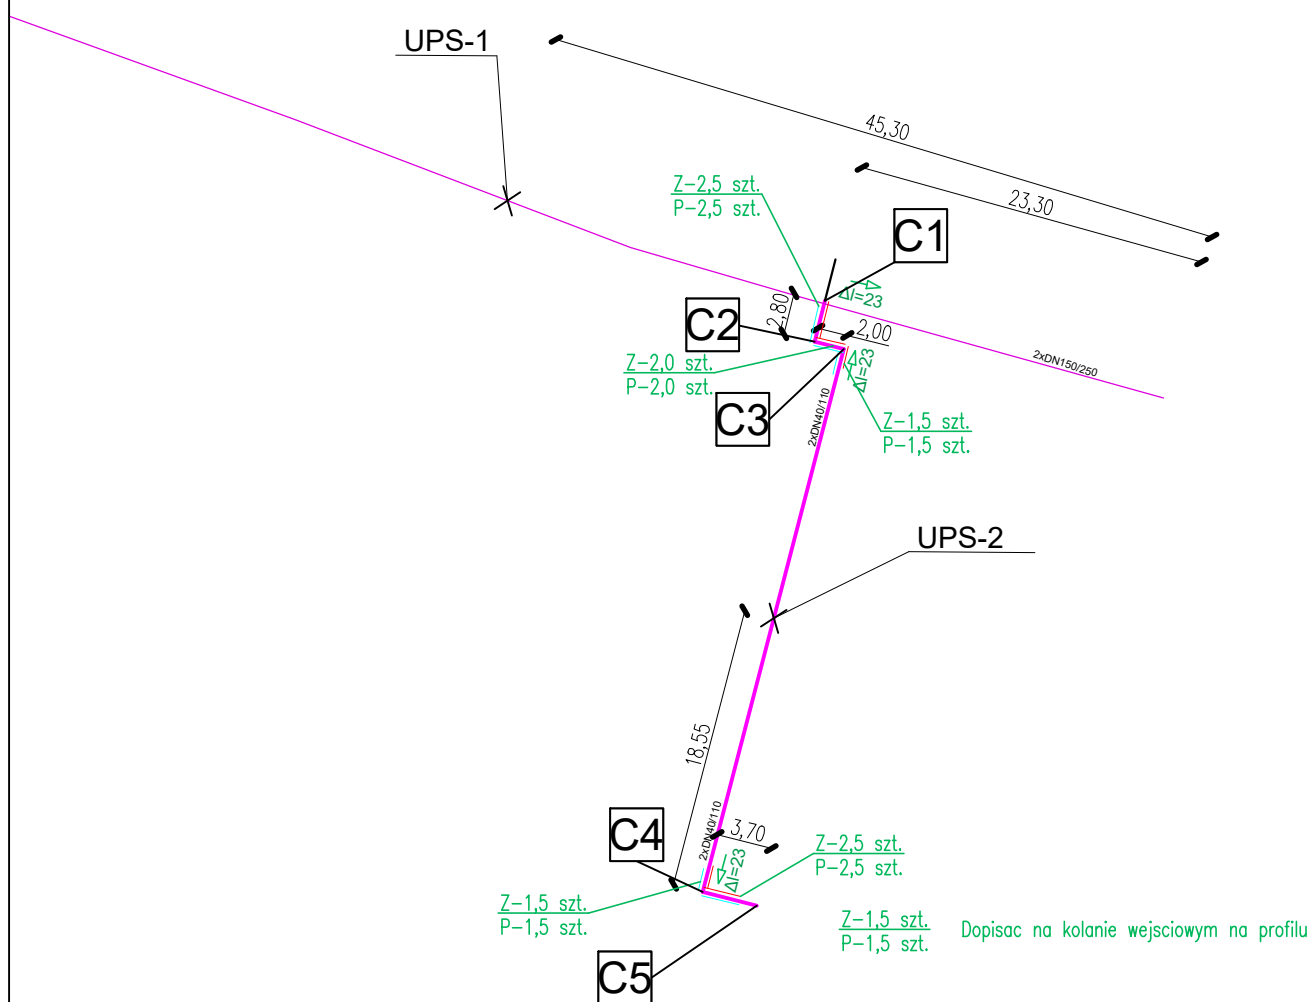 UPS-1
45,30
Z-2,5 szt.
P-2,5 szt.
23,30
C1
Δl=23
2,80
C2
2,00
2xDN150/250
Z-2,0 szt.
P-2,0 szt.
Δl=23
C3
2xDN40/110
Z-1,5 szt.
P-1,5 szt.
UPS-2
18,55
C4
2xDN40/110
3,70
Δl=23
Z-2,5 szt.
P-2,5 szt.
Z-1,5 szt.
P-1,5 szt.
Z-1,5 szt.
P-1,5 szt.
Dopisac na kolanie wejsciowym na profilu
C5